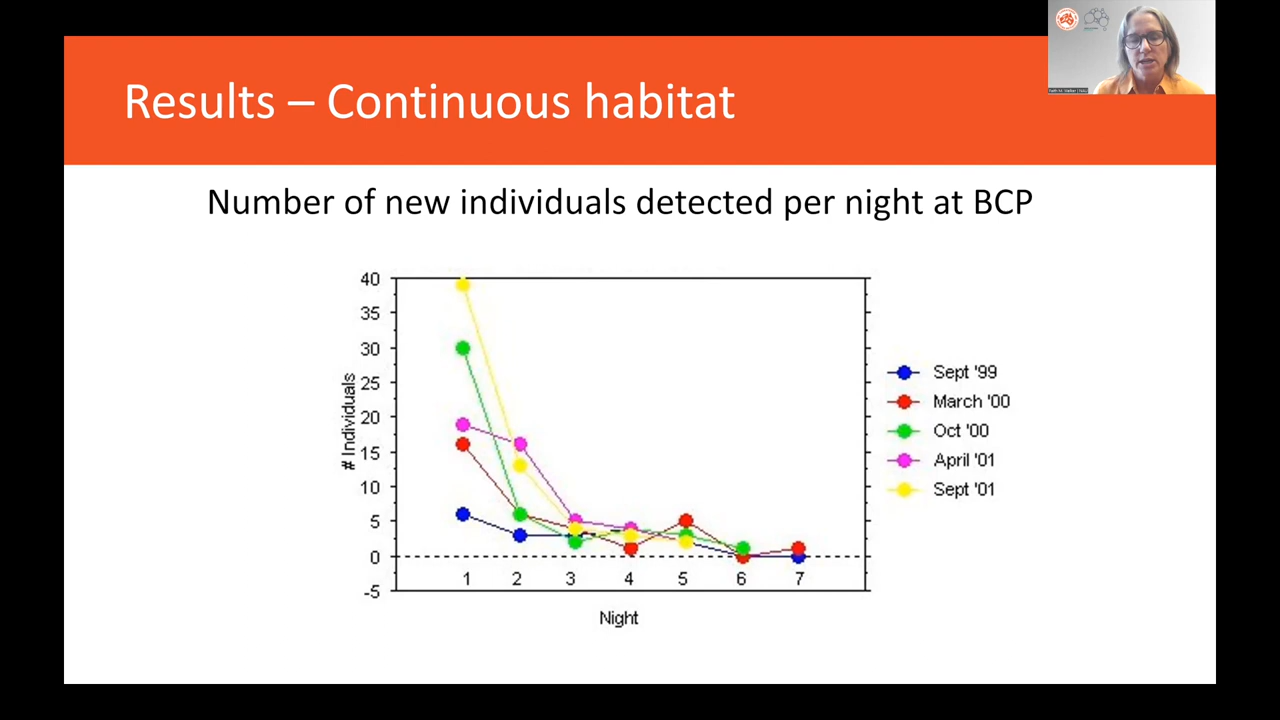 Results – Continuous habitat
Number of new individuals detected per night at BCP
# Individuals
40
35
30
25
20
15
10
5
0
-5
1 2 3 4 5 6 7
Night
Sept '99
March '00
Oct '00
April '01
Sept '01